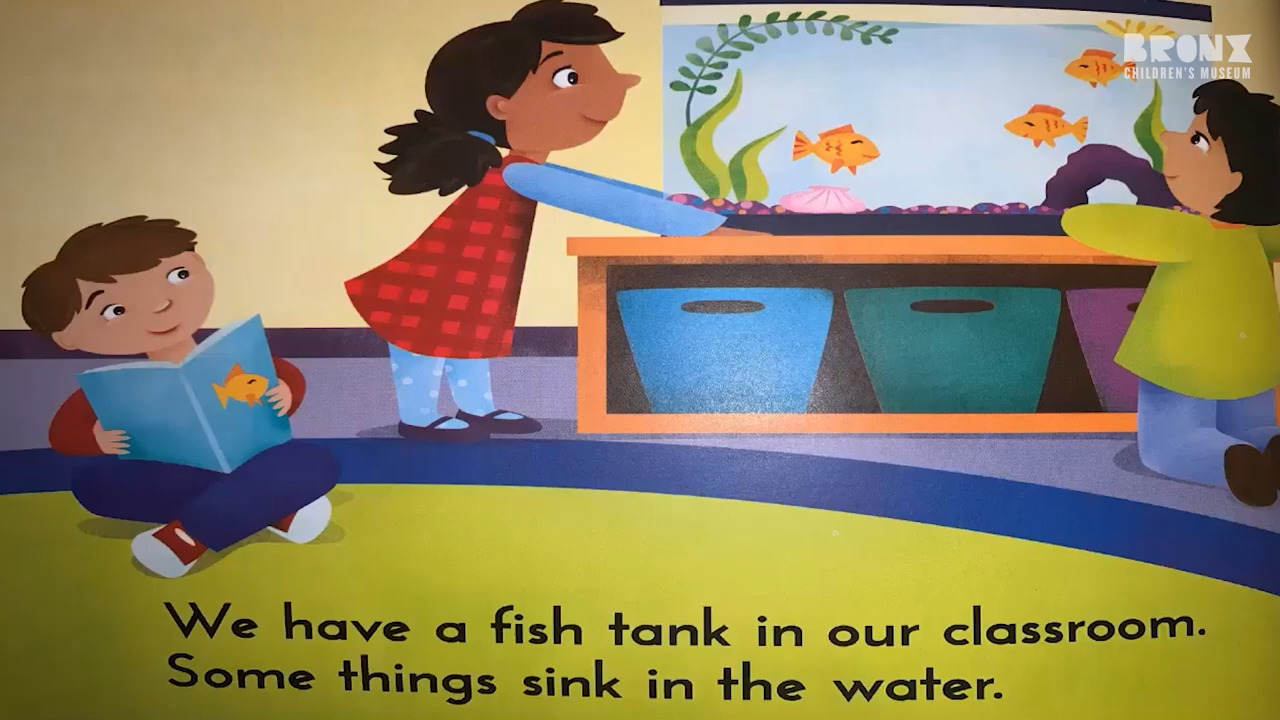 BRONX
CHILDREN'S MUSEUM
We have a fish tank in our classroom.
Some things sink in the water.